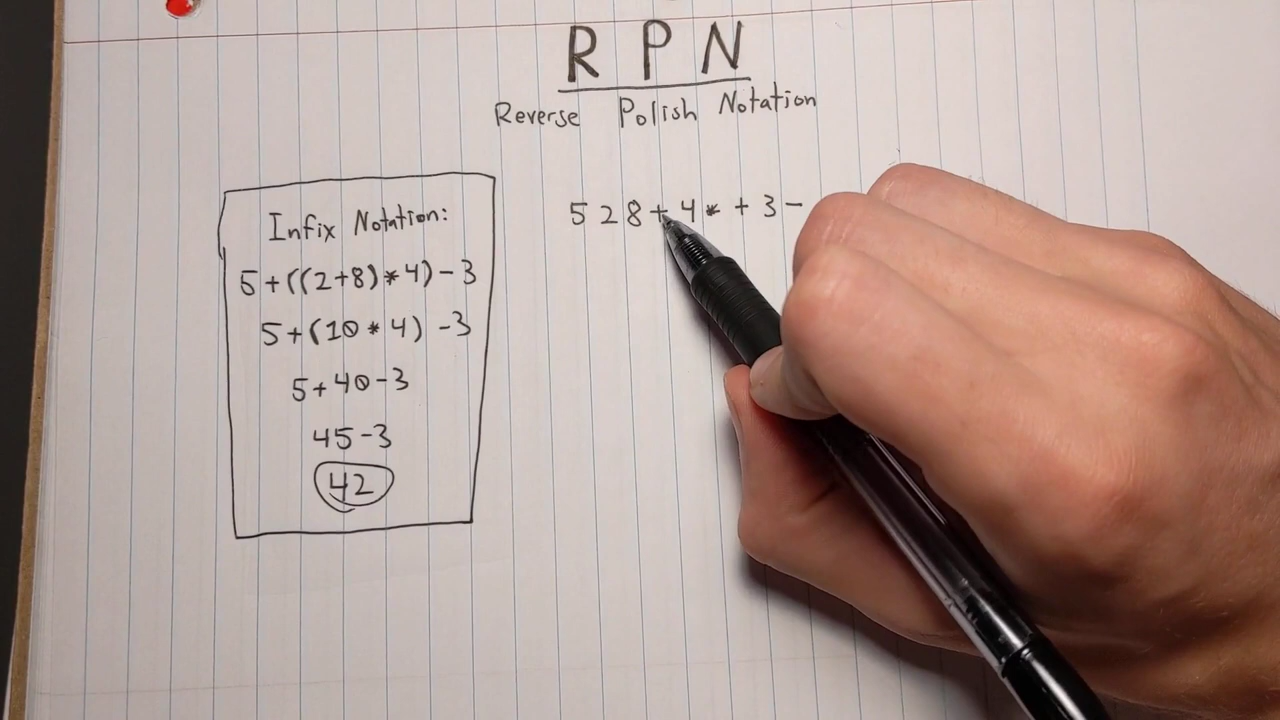 R P N
Reverse Polish Notation
Infix Notation:
5+((2+8)*4)-3
5+(10*4)-3
5+40-3
45-3
42
5 2 8 + 4 * + 3 -